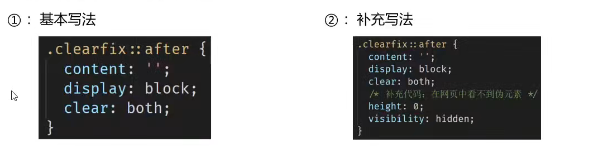 ①：基本写法
.clearfix::after {
content: '';
display: block;
clear: both;
}
②：补充写法
.clearfix::after {
content: '';
display: block;
clear: both;
/* 补充代码：在网页中看不到伪元素 */
height: 0;
visibility: hidden;
}